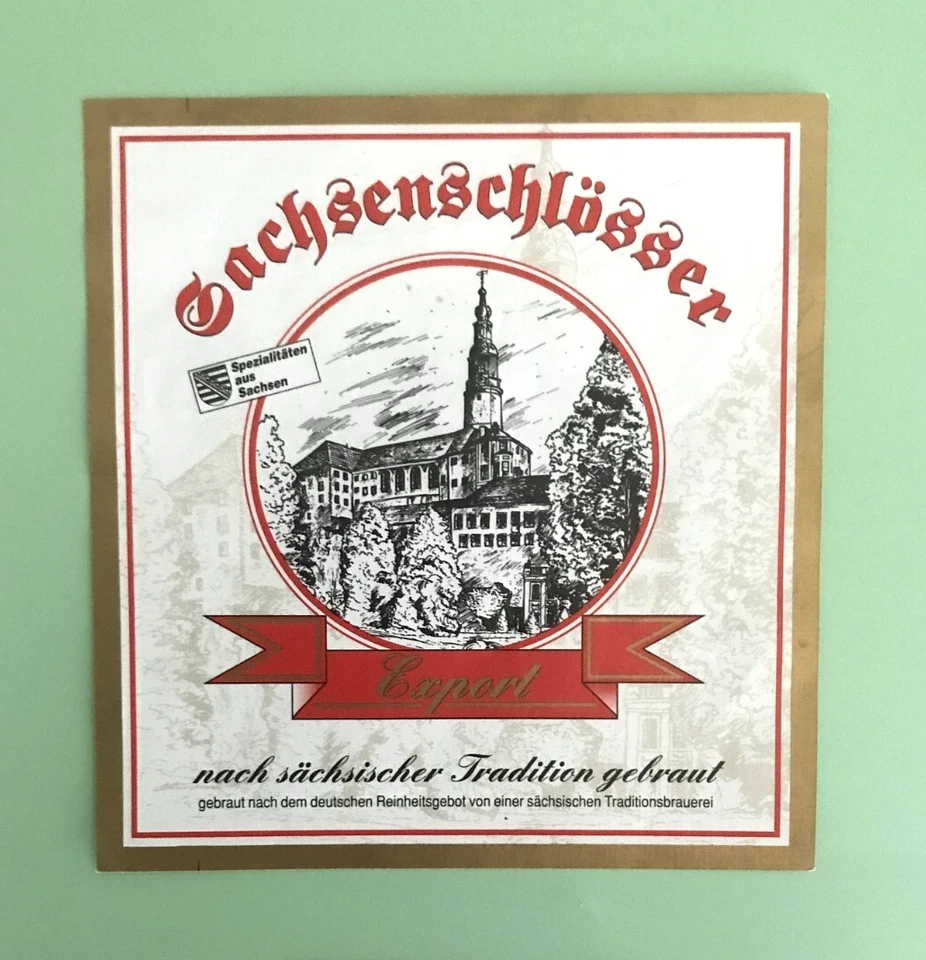 Sachsenschlösser
Spezialitäten
aus
Sachsen
Export
nach sächsischer Tradition gebraut
gebraut nach dem deutschen Reinheitsgebot von einer sächsischen Traditionsbrauerei